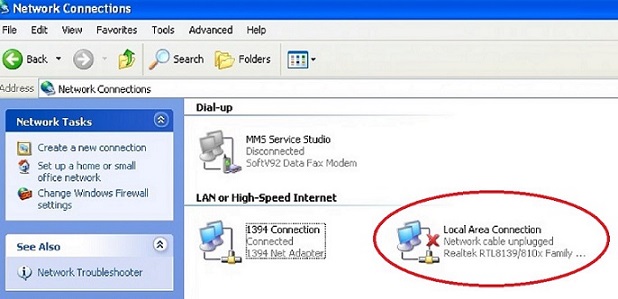 Network Connections
File Edit View Favorites Tools Advanced Help
Back Search Folders
Address Network Connections
Network Tasks
Create a new connection
Set up a home or small
office network
Change Windows Firewall
settings
See Also
Network Troubleshooter
Dial-up
MMS Service Studio
Disconnected
SoftV92 Data Fax Modem
LAN or High-Speed Internet
1394 Connection
Connected
1394 Net Adapter
Local Area Connection
Network cable unplugged
Realtek RTL8139/810x Family ...